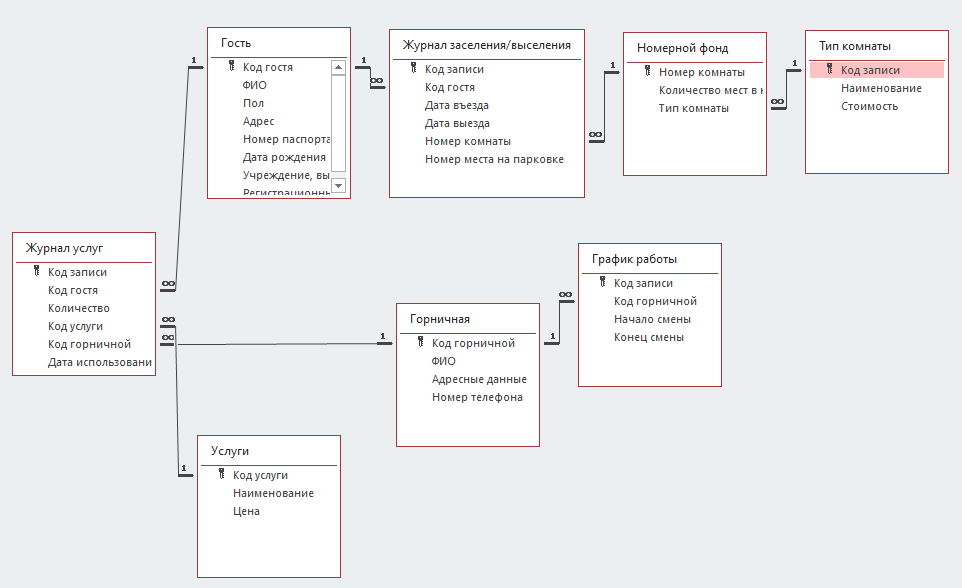 Гость
Код гостя
ФИО
Пол
Адрес
Номер паспорта
Дата рождения
Учреждение, вы
Регистрационн
Журнал заселения/выселения
Код записи
Код гостя
Дата въезда
Дата выезда
Номер комнаты
Номер места на парковке
Номерной фонд
Номер комнаты
Количество мест в
Тип комнаты
Тип комнаты
Код записи
Наименование
Стоимость
Журнал услуг
Код записи
Код гостя
Количество
Код услуги
Код горничной
Дата использовани
Горничная
Код горничной
ФИО
Адресные данные
Номер телефона
График работы
Код записи
Код горничной
Начало смены
Конец смены
Услуги
Код услуги
Наименование
Цена
1
∞
1
∞
1
∞
1
∞
∞
∞
1
1
∞
1